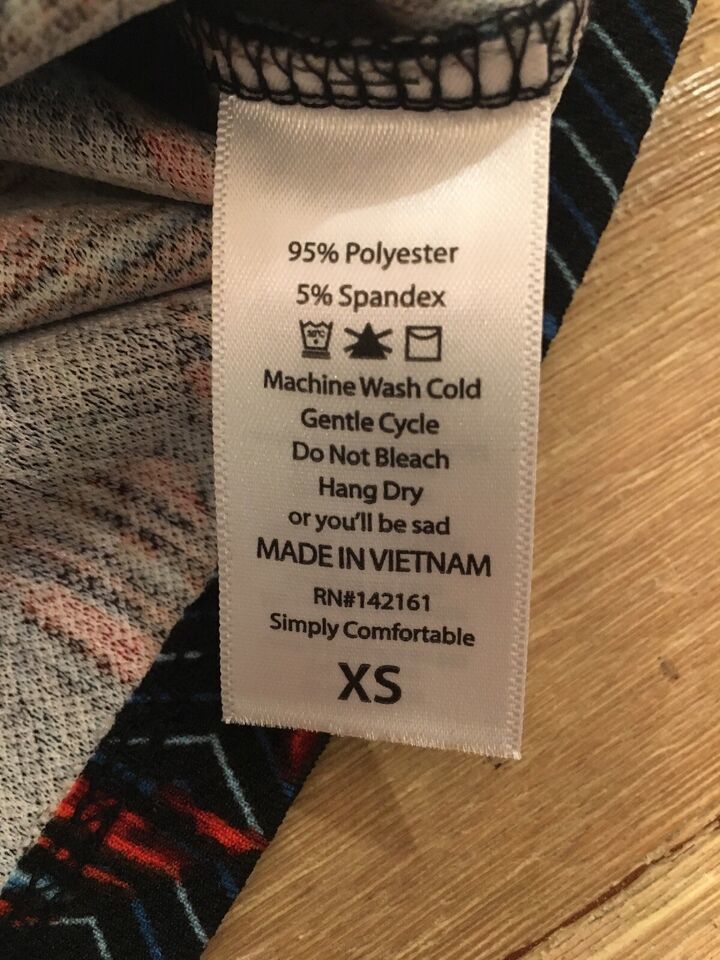 95% Polyester
5% Spandex
30°C
Machine Wash Cold
Gentle Cycle
Do Not Bleach
Hang Dry
or you'll be sad
MADE IN VIETNAM
RN#142161
Simply Comfortable
XS